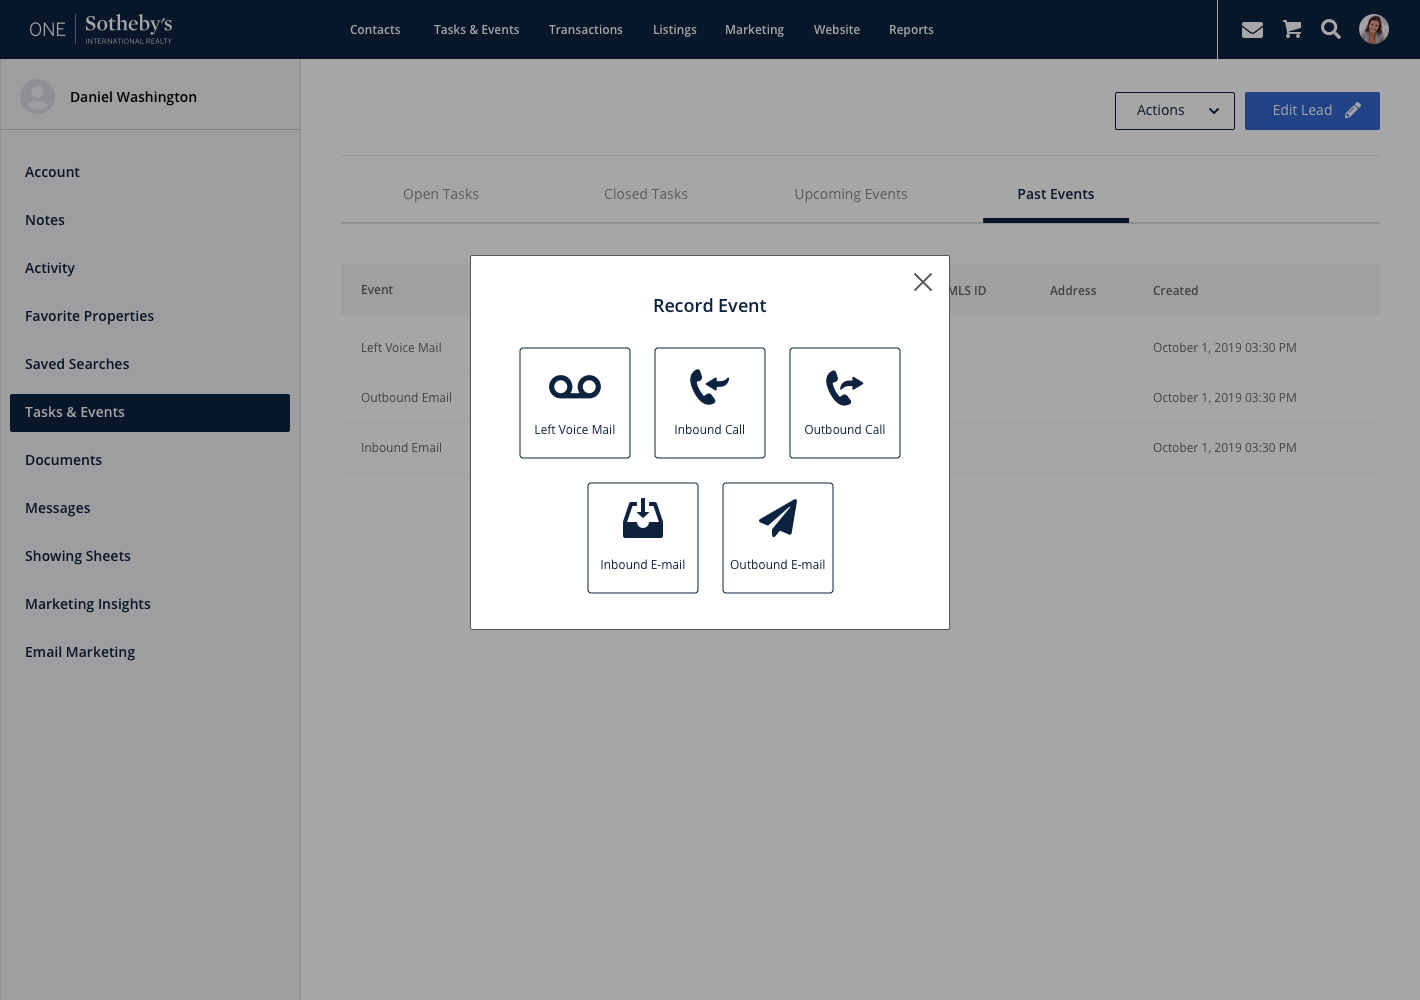 ONE Sotheby's
INTERNATIONAL REALTY
Contacts Tasks & Events Transactions Listings Marketing Website Reports
Daniel Washington
Actions Edit Lead
Account
Notes
Activity
Favorite Properties
Saved Searches
Tasks & Events
Documents
Messages
Showing Sheets
Marketing Insights
Email Marketing
Open Tasks Closed Tasks Upcoming Events Past Events
Event MLS ID Address Created
Left Voice Mail October 1, 2019 03:30 PM
Outbound Email October 1, 2019 03:30 PM
Inbound Email October 1, 2019 03:30 PM
Record Event
Left Voice Mail Inbound Call Outbound Call
Inbound E-mail Outbound E-mail